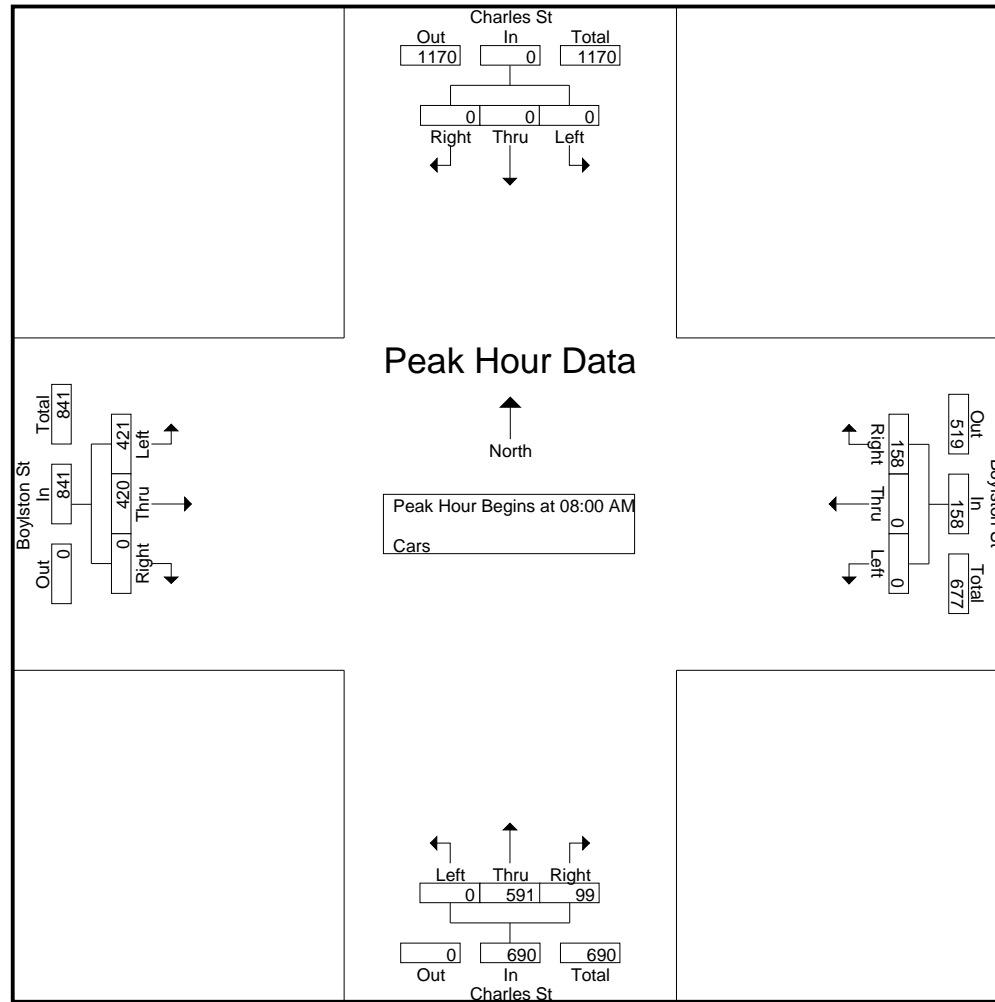 Charles St
Out In Total
1170 0 1170
0 0 0
Right Thru Left
Peak Hour Data
North
Peak Hour Begins at 08:00 AM
Cars
Boylston St
Total In Out
841 841 0
421 420 0
Left Thru Right
Right Thru Left
158 0 0
Out In Total
519 158 677
Boylston St
Left Thru Right
0 591 99
0 690 690
Out In Total
Charles St